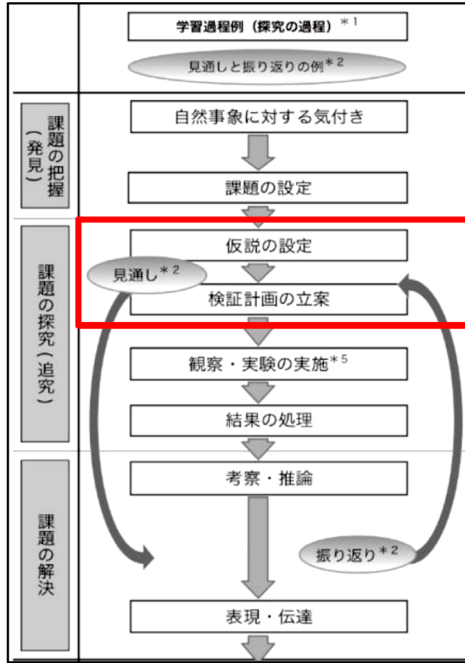 学習過程例（探究の過程）＊１
見通しと振り返りの例＊２
課題の把握（発見）
自然事象に対する気付き
課題の設定
課題の探究（追究）
仮説の設定
見通し＊２
検証計画の立案
観察・実験の実施＊５
結果の処理
課題の解決
考察・推論
振り返り＊２
表現・伝達